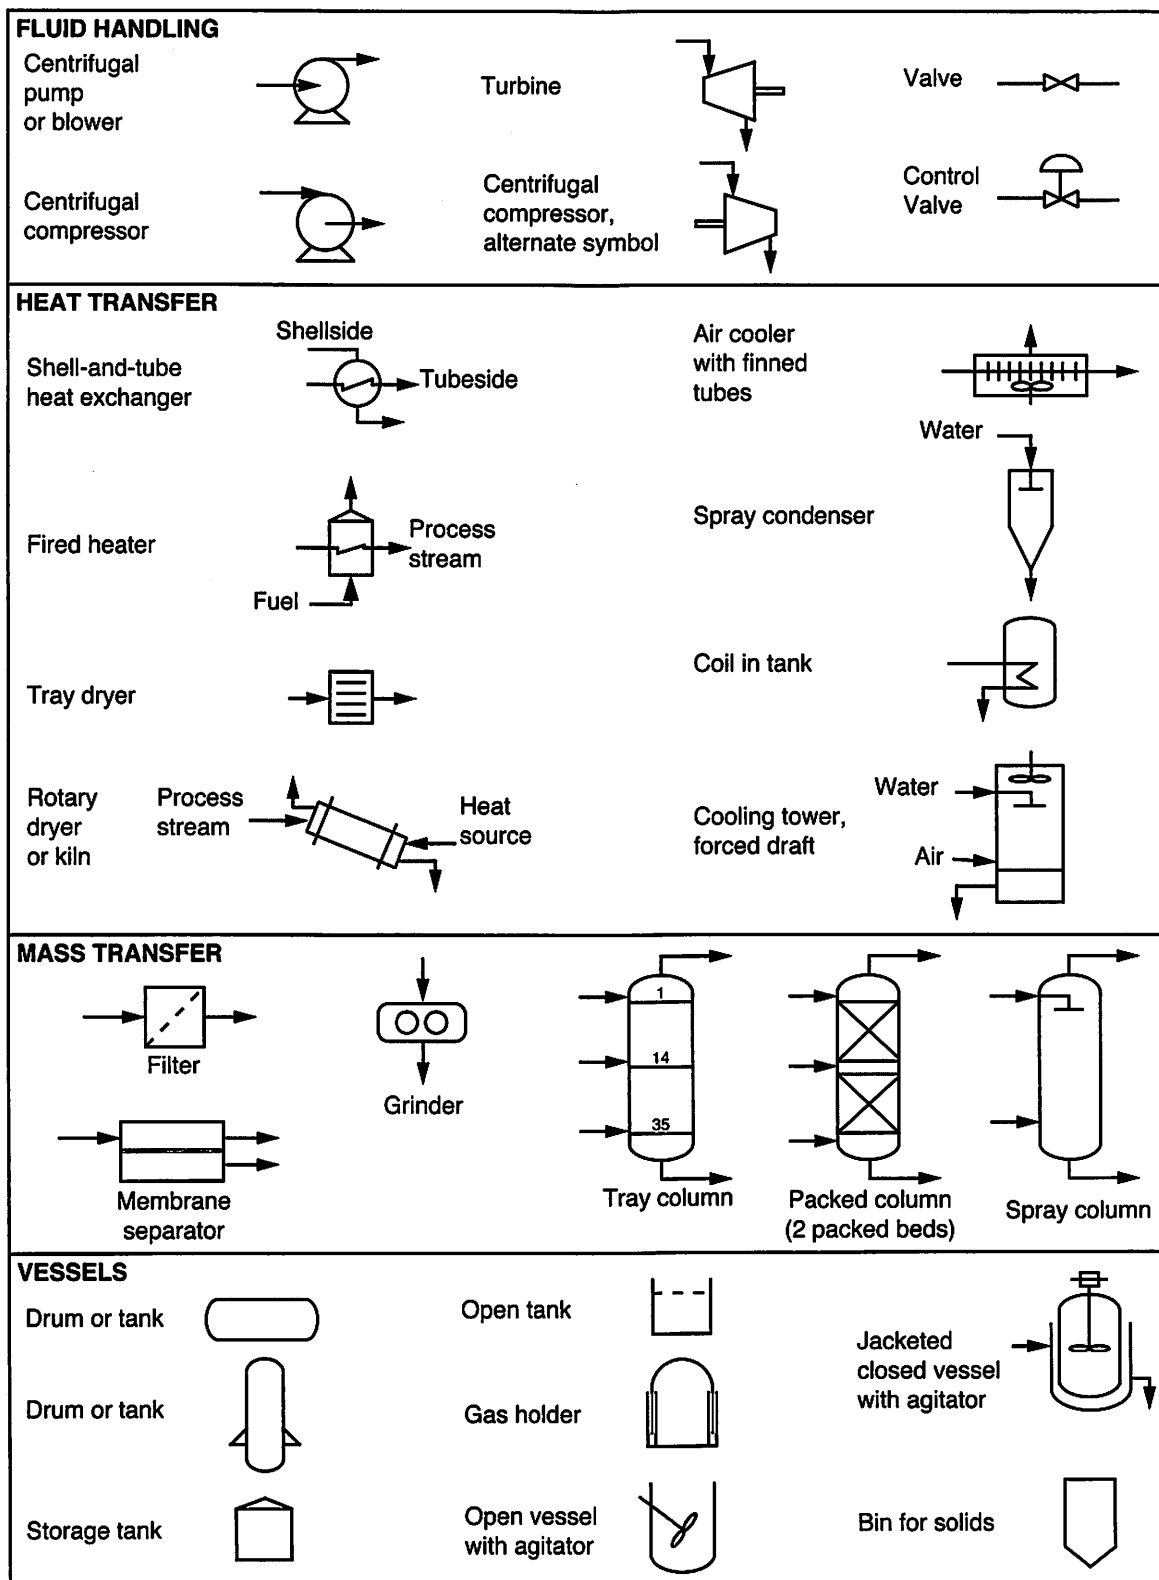 FLUID HANDLING
Centrifugal
pump
or blower
Turbine
Valve
Centrifugal
compressor
Centrifugal
compressor,
alternate symbol
Control
Valve
HEAT TRANSFER
Shell-and-tube
heat exchanger
Shellside
Tubeside
Air cooler
with finned
tubes
Water
Fired heater
Process
stream
Fuel
Spray condenser
Tray dryer
Coil in tank
Rotary
dryer
or kiln
Process
stream
Heat
source
Cooling tower,
forced draft
Water
Air
MASS TRANSFER
Filter
Grinder
Membrane
separator
1
14
35
Tray column
Packed column
(2 packed beds)
Spray column
VESSELS
Drum or tank
Open tank
Jacketed
closed vessel
with agitator
Drum or tank
Gas holder
Storage tank
Open vessel
with agitator
Bin for solids